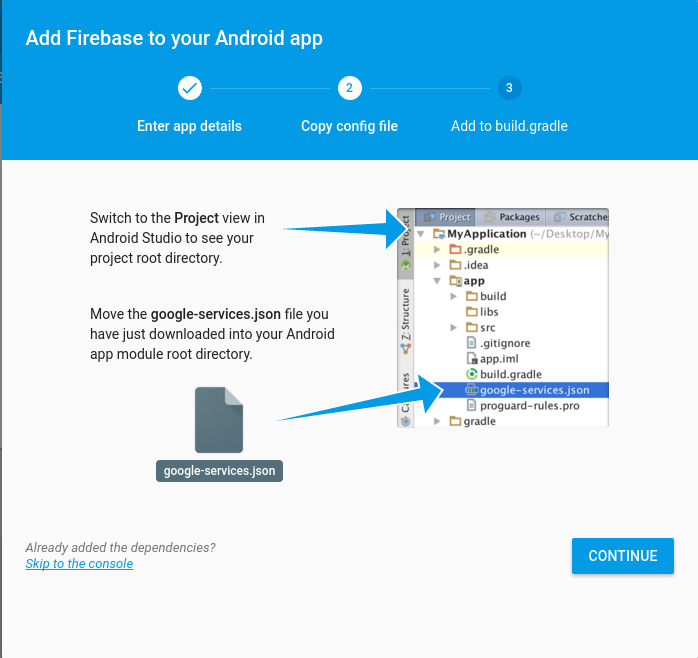 Add Firebase to your Android app
2
3
Enter app details
Copy config file
Add to build.gradle
Switch to the Project view in
Android Studio to see your
project root directory.
Move the google-services.json file you
have just downloaded into your Android
app module root directory.
google-services.json
Project
Packages
Scratche
1: Project
Z: Structure
MyApplication (~/Desktop/My
.gradle
.idea
app
build
libs
src
.gitignore
app.iml
build.gradle
google-services.json
proguard-rules.pro
gradle
Already added the dependencies?
Skip to the console
CONTINUE